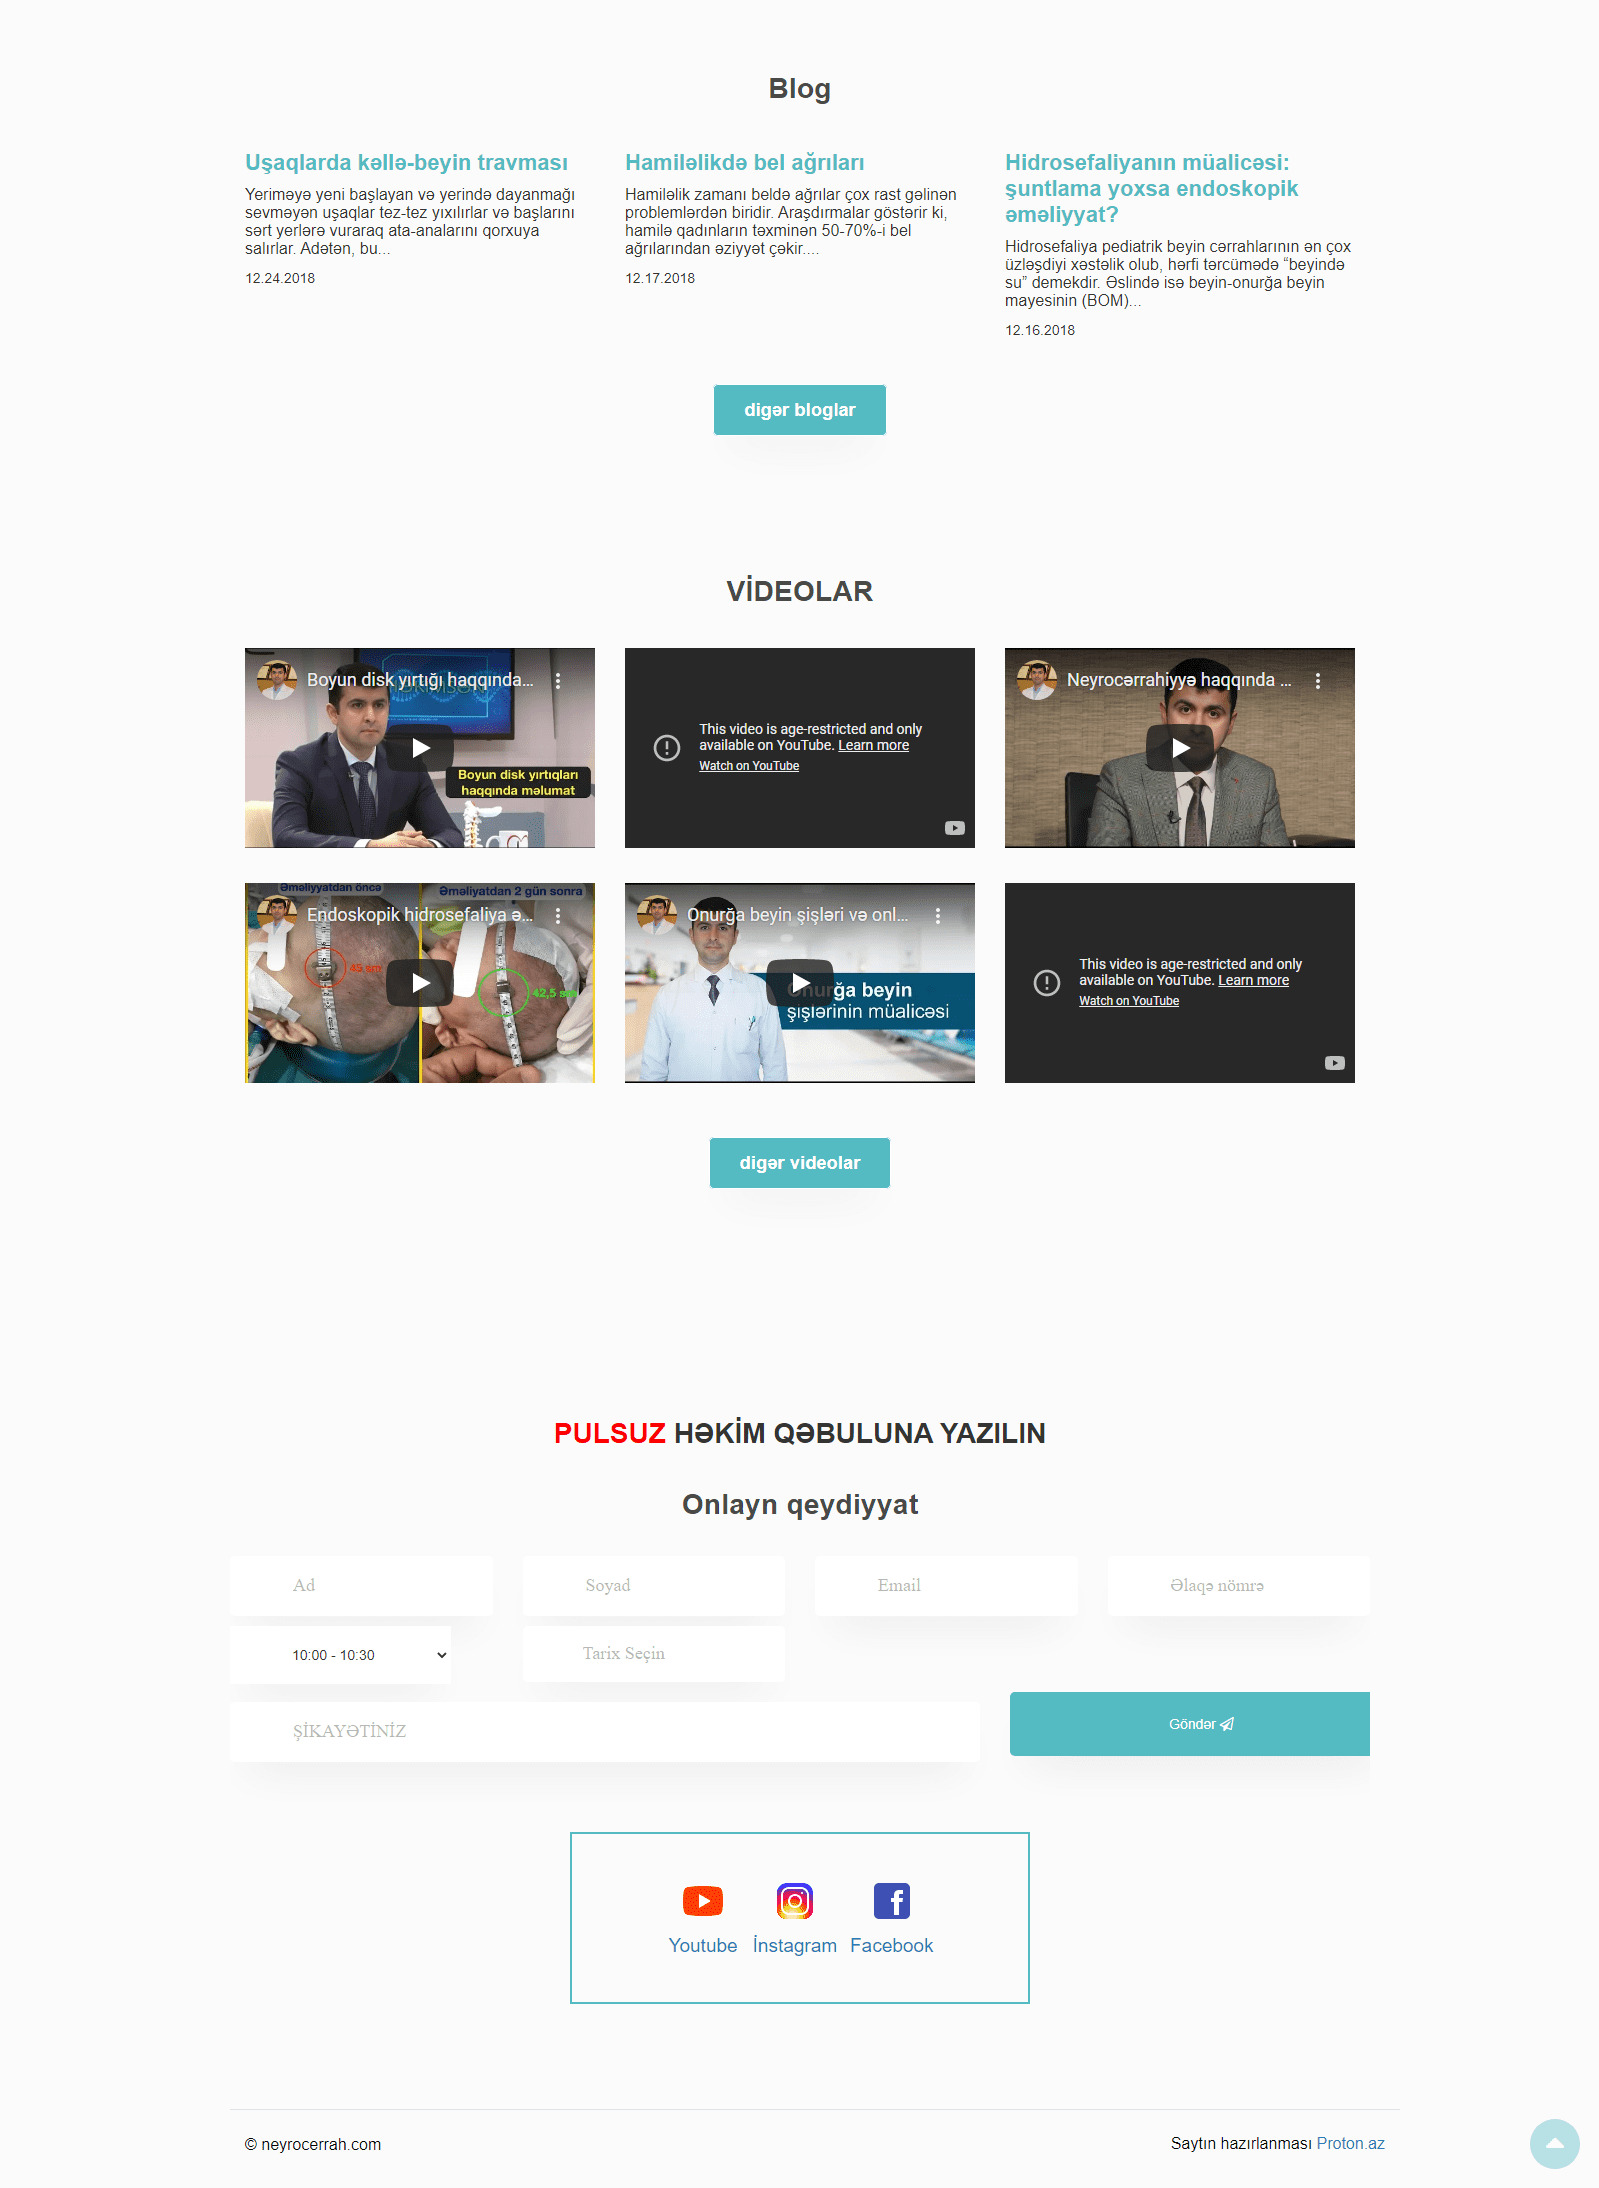 Blog
Uşaqlarda kəllə-beyin travması
Yeriməyə yeni başlayan və yerində dayanmağı
sevməyən uşaqlar tez-tez yıxılırlar və başlarını
sərt yerlərə vuraraq ata-analarını qorxuya
salırlar. Adətən, bu...
12.24.2018
Hamiləlikdə bel ağrıları
Hamiləlik zamanı beldə ağrılar çox rast gəlinən
problemlərdən biridir. Araşdırmalar göstərir ki,
hamilə qadınların təxminən 50-70%-i bel
ağrılarından əziyyət çəkir....
12.17.2018
Hidrosefaliyanın müalicəsi:
şuntlama yoxsa endoskopik
əməliyyat?
Hidrosefaliya pediatrik beyin cərrahlarının ən çox
üzləşdiyi xəstəlik olub, hərfi tərcümədə “beyində
su” demekdir. Əslində isə beyin-onurğa beyin
mayesinin (BOM)...
12.16.2018
digər bloglar
VİDEOLAR
Boyun disk yırtığı haqqında...
Boyun disk yırtıqları
haqqında məlumat
This video is age-restricted and only
available on YouTube. Learn more
Watch on YouTube
Neyrocərrahiyyə haqqında ...
Əməliyyatdan öncə
Əməliyatdan 2 gün sonra
Endoskopik hidrosefaliya ə...
45 sm
42,5 sm
Onurğa beyin şişləri və onl...
Onurğa beyin
şişlərinin müalicəsi
This video is age-restricted and only
available on YouTube. Learn more
Watch on YouTube
digər videolar
PULSUZ HƏKİM QƏBULUNA YAZILIN
Onlayn qeydiyyat
Ad
Soyad
Email
Əlaqə nömrə
10:00 - 10:30
Tarix Seçin
ŞİKAYƏTİNİZ
Göndər
Youtube
İnstagram
Facebook
© neyrocerrah.com
Saytın hazırlanması Proton.az